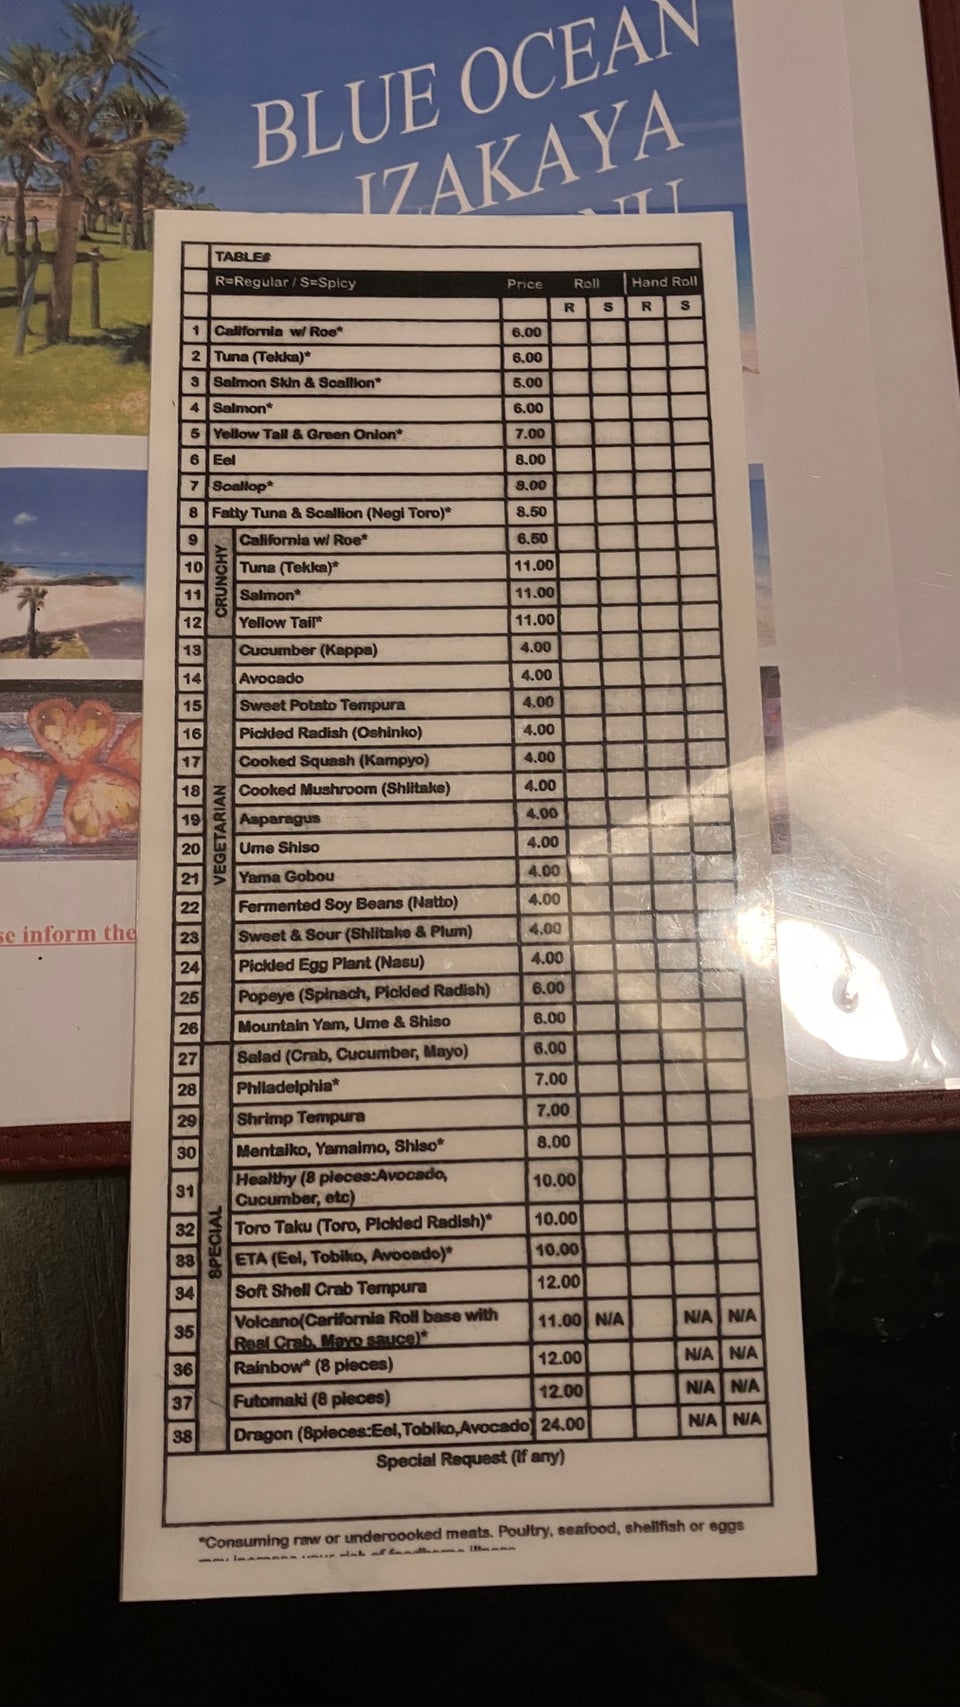 BLUE OCEAN
IZAKAYA
TABLE#
R=Regular / S=Spicy Price Roll Hand Roll
R S R S
1 California w/ Roe* 6.00
2 Tuna (Tekka)* 6.00
3 Salmon Skin & Scallion* 5.00
4 Salmon* 6.00
5 Yellow Tail & Green Onion* 7.00
6 Eel 8.00
7 Scallop* 8.00
8 Fatty Tuna & Scallion (Negi Toro)* 8.50
CRUNCHY
9 California w/ Roe* 6.50
10 Tuna (Tekka)* 11.00
11 Salmon* 11.00
12 Yellow Tail* 11.00
VEGETARIAN
13 Cucumber (Kappa) 4.00
14 Avocado 4.00
15 Sweet Potato Tempura 4.00
16 Pickled Radish (Oshinko) 4.00
17 Cooked Squash (Kampyo) 4.00
18 Cooked Mushroom (Shiitake) 4.00
19 Asparagus 4.00
20 Ume Shiso 4.00
21 Yama Gobou 4.00
22 Fermented Soy Beans (Natto) 4.00
23 Sweet & Sour (Shiitake & Plum) 4.00
24 Pickled Egg Plant (Nasu) 4.00
25 Popeye (Spinach, Pickled Radish) 6.00
26 Mountain Yam, Ume & Shiso 6.00
SPECIAL
27 Salad (Crab, Cucumber, Mayo) 6.00
28 Philadelphia* 7.00
29 Shrimp Tempura 7.00
30 Mentaiko, Yamaimo, Shiso* 8.00
31 Healthy (8 pieces:Avocado, 10.00
Cucumber, etc)
32 Toro Taku (Toro, Pickled Radish)* 10.00
33 ETA (Eel, Tobiko, Avocado)* 10.00
34 Soft Shell Crab Tempura 12.00
35 Volcano(Carlifornia Roll base with 11.00 N/A N/A N/A
Real Crab, Mayo sauce)*
36 Rainbow* (8 pieces) 12.00 N/A N/A
37 Futomaki (8 pieces) 12.00 N/A N/A
38 Dragon (8pieces:Eel,Tobiko,Avocado) 24.00 N/A N/A
Special Request (if any)
*Consuming raw or undercooked meats. Poultry, seafood, shellfish or eggs
may increase your risk of foodborne illness
inform the